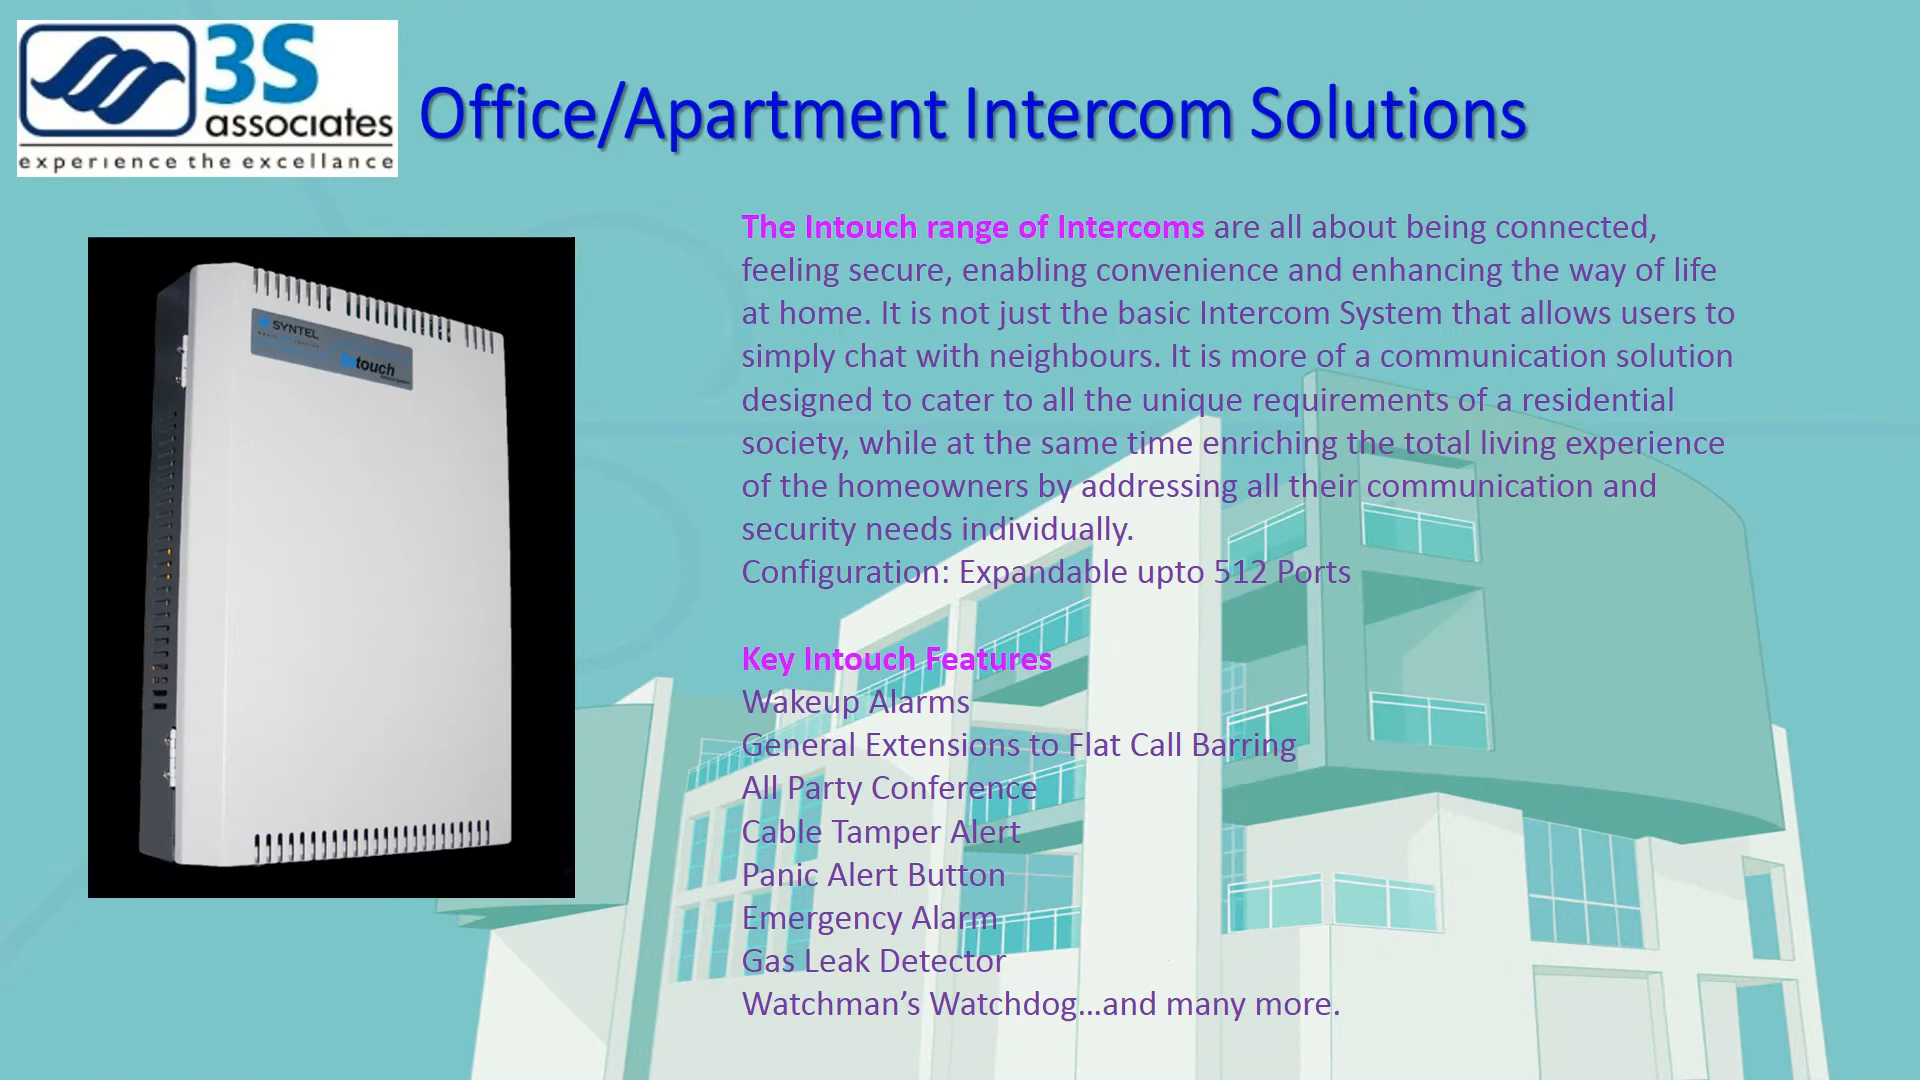 3S
associates
experience the excellance
Office/Apartment Intercom Solutions
SYNTEL
Intouch
The Intouch range of Intercoms are all about being connected,
feeling secure, enabling convenience and enhancing the way of life
at home. It is not just the basic Intercom System that allows users to
simply chat with neighbours. It is more of a communication solution
designed to cater to all the unique requirements of a residential
society, while at the same time enriching the total living experience
of the homeowners by addressing all their communication and
security needs individually.
Configuration: Expandable upto 512 Ports
Key Intouch Features
Wakeup Alarms
General Extensions to Flat Call Barring
All Party Conference
Cable Tamper Alert
Panic Alert Button
Emergency Alarm
Gas Leak Detector
Watchman’s Watchdog...and many more.